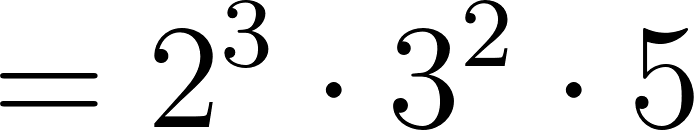 = 2³ · 3² · 5